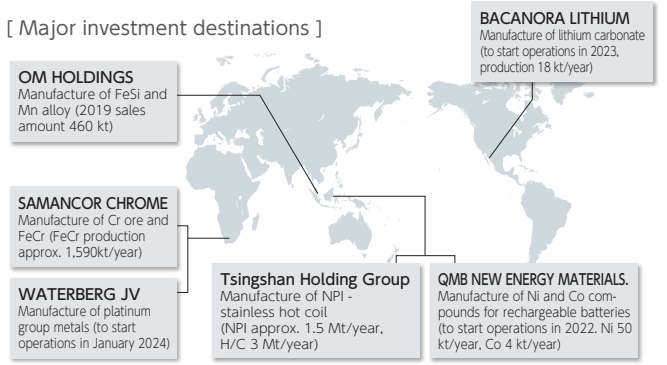 [ Major investment destinations ]
BACANORA LITHIUM
Manufacture of lithium carbonate
(to start operations in 2023,
production 18 kt/year)
OM HOLDINGS
Manufacture of FeSi and
Mn alloy (2019 sales
amount 460 kt)
SAMANCOR CHROME
Manufacture of Cr ore and
FeCr (FeCr production
approx. 1,590kt/year)
WATERBERG JV
Manufacture of platinum
group metals (to start
operations in January 2024)
Tsingshan Holding Group
Manufacture of NPI -
stainless hot coil
(NPI approx. 1.5 Mt/year,
H/C 3 Mt/year)
QMB NEW ENERGY MATERIALS.
Manufacture of Ni and Co com-
pounds for rechargeable batteries
(to start operations in 2022. Ni 50
kt/year, Co 4 kt/year)